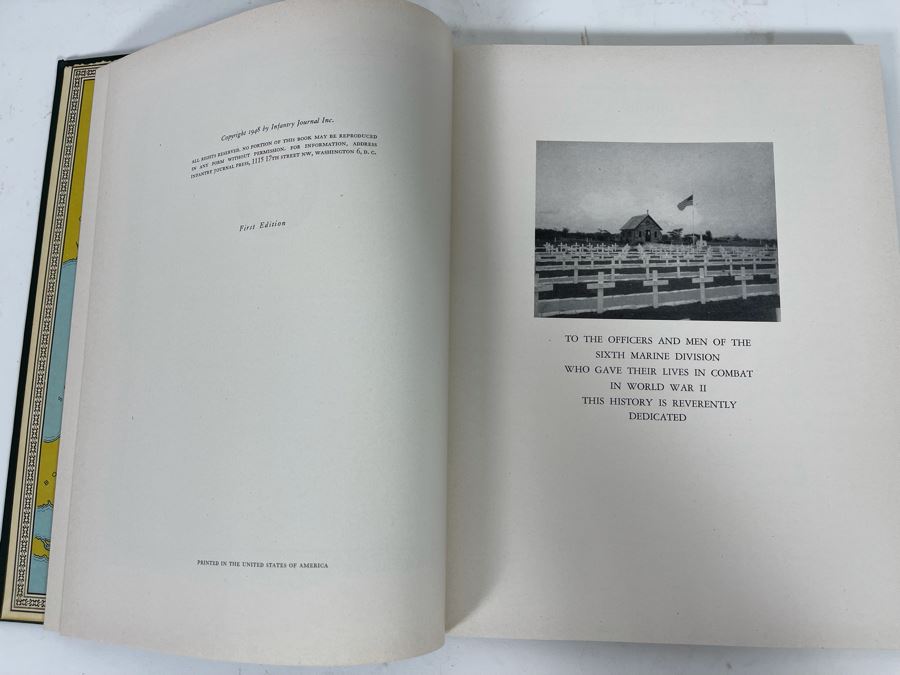 Copyright 1948 by Infantry Journal Inc.
ALL RIGHTS RESERVED. NO PORTION OF THIS BOOK MAY BE REPRODUCED
IN ANY FORM WITHOUT PERMISSION. FOR INFORMATION, ADDRESS
INFANTRY JOURNAL PRESS, 1115 17TH STREET NW, WASHINGTON 6, D. C.
First Edition
PRINTED IN THE UNITED STATES OF AMERICA
TO THE OFFICERS AND MEN OF THE
SIXTH MARINE DIVISION
WHO GAVE THEIR LIVES IN COMBAT
IN WORLD WAR II
THIS HISTORY IS REVERENTLY
DEDICATED